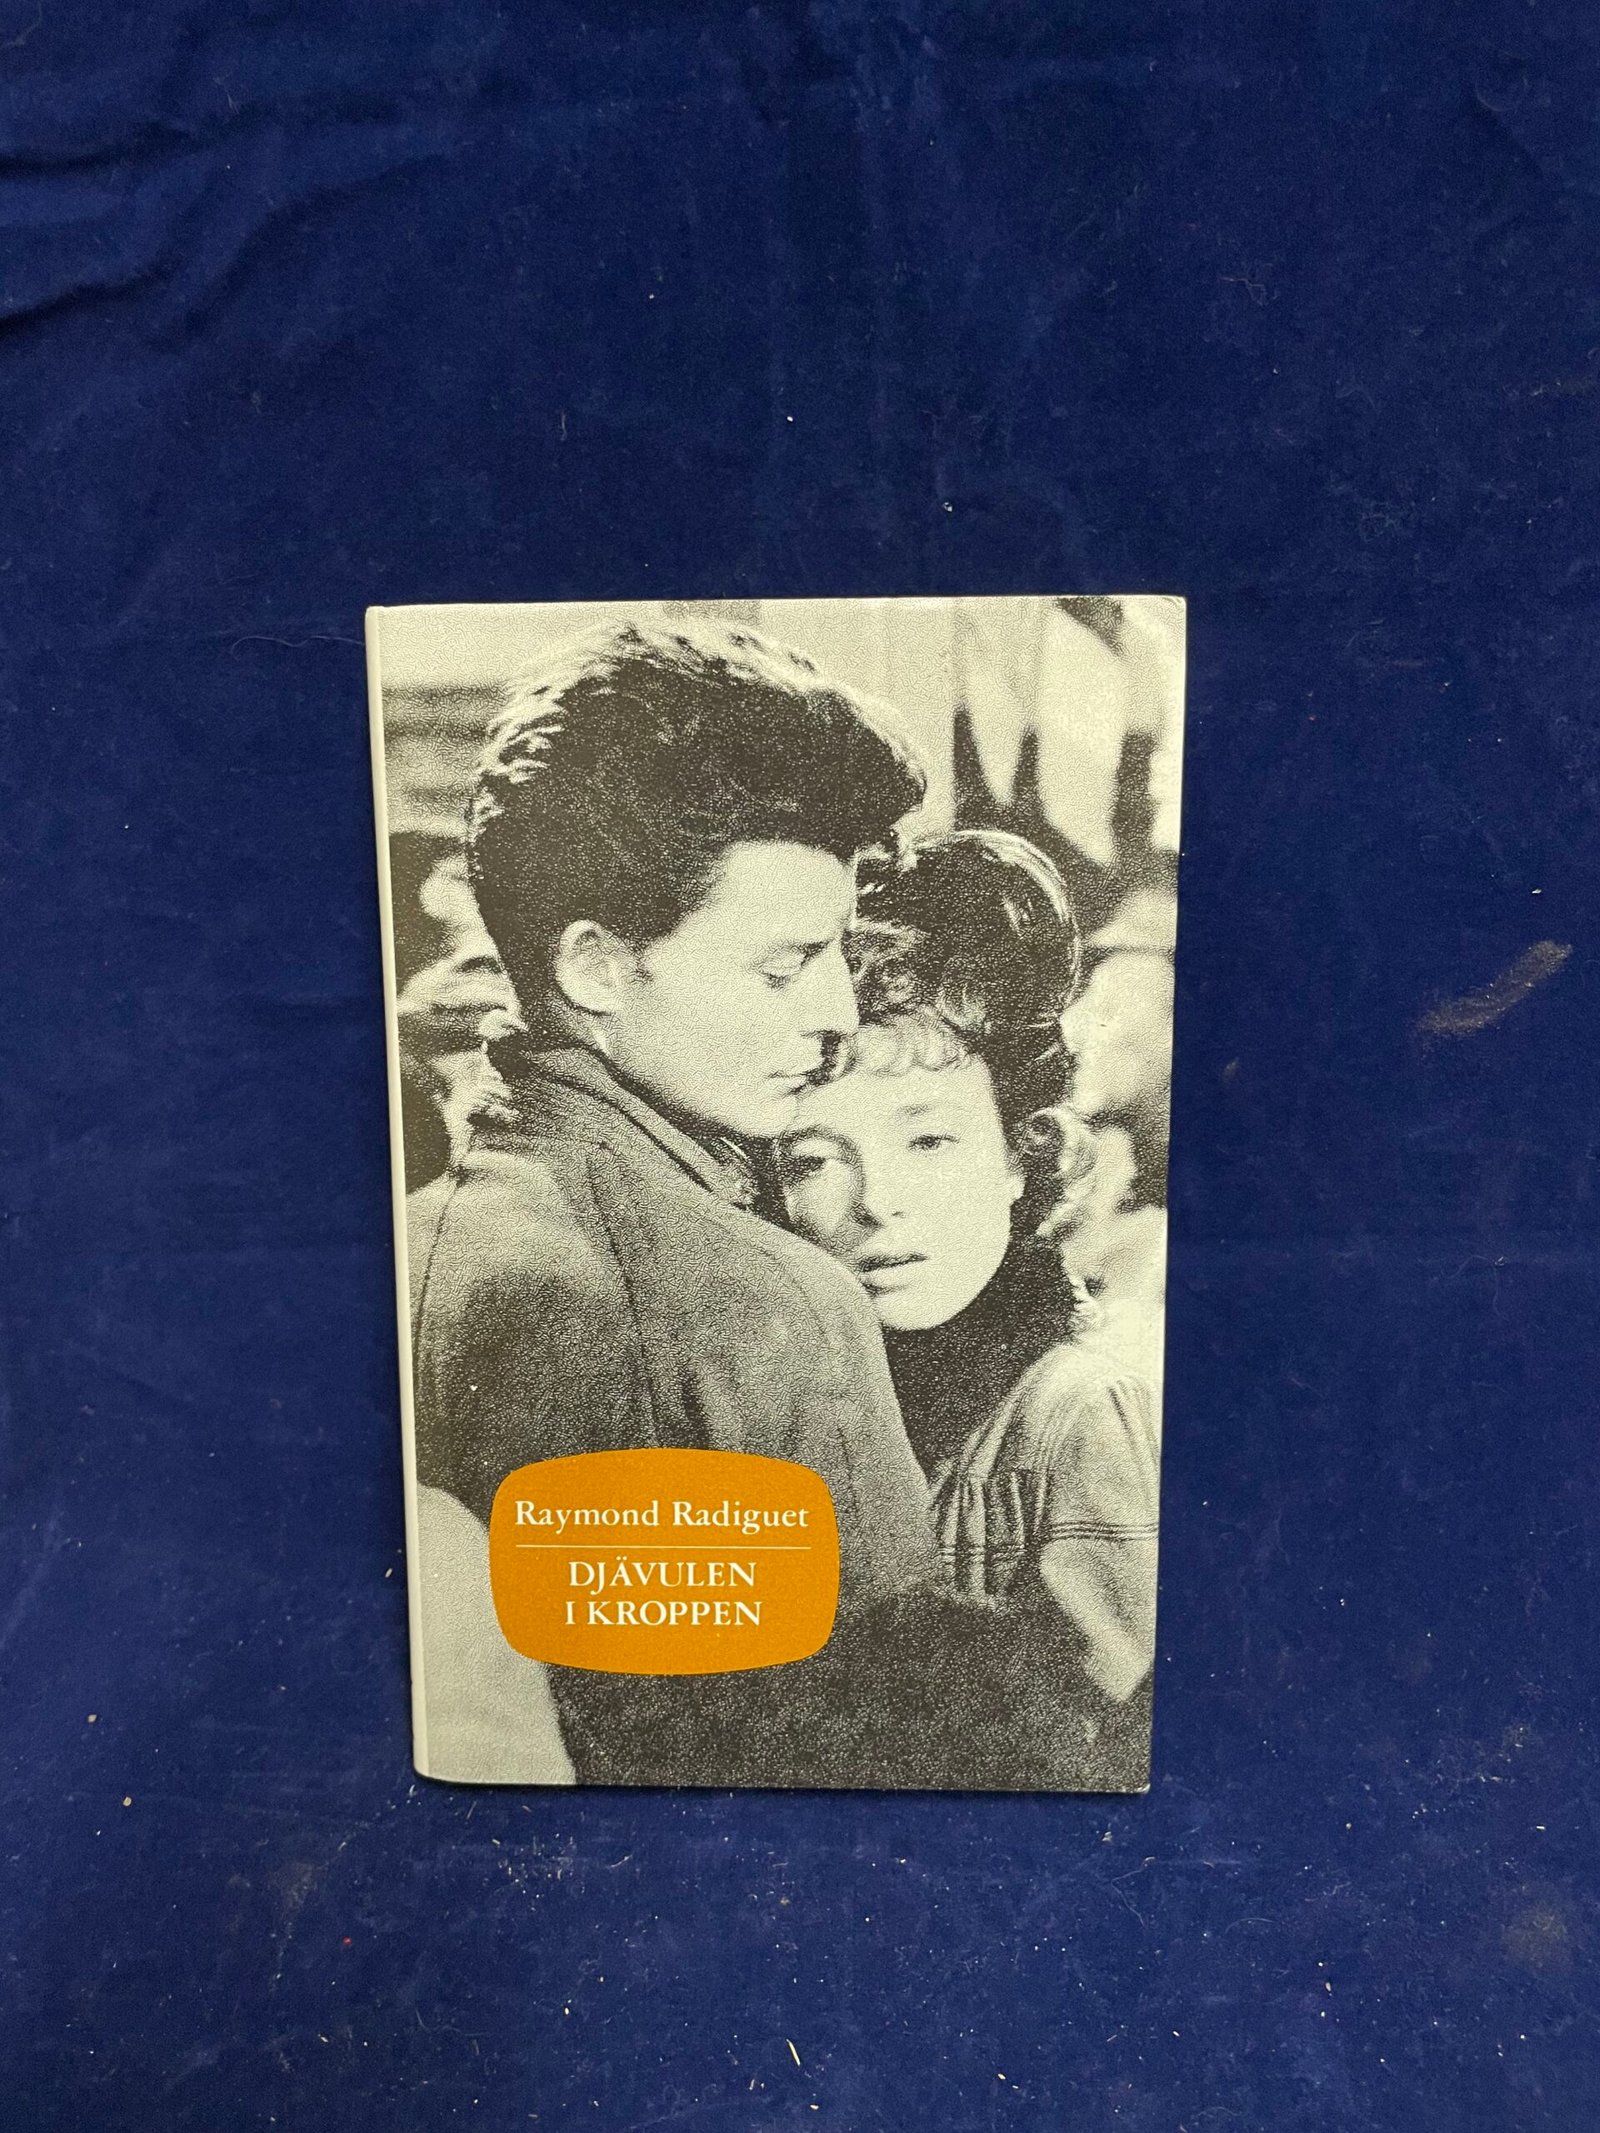 Raymond Radiguet
DJÄVULEN
I KROPPEN